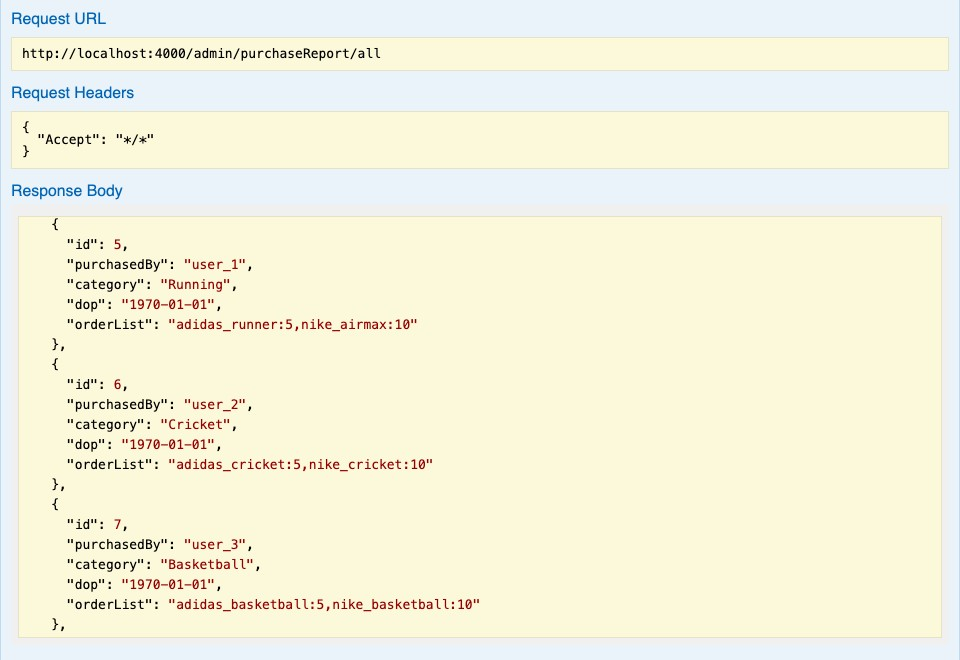 Request URL
http://localhost:4000/admin/purchaseReport/all
Request Headers
{
  "Accept": "*/*"
}
Response Body
    {
      "id": 5,
      "purchasedBy": "user_1",
      "category": "Running",
      "dop": "1970-01-01",
      "orderList": "adidas_runner:5,nike_airmax:10"
    },
    {
      "id": 6,
      "purchasedBy": "user_2",
      "category": "Cricket",
      "dop": "1970-01-01",
      "orderList": "adidas_cricket:5,nike_cricket:10"
    },
    {
      "id": 7,
      "purchasedBy": "user_3",
      "category": "Basketball",
      "dop": "1970-01-01",
      "orderList": "adidas_basketball:5,nike_basketball:10"
    },